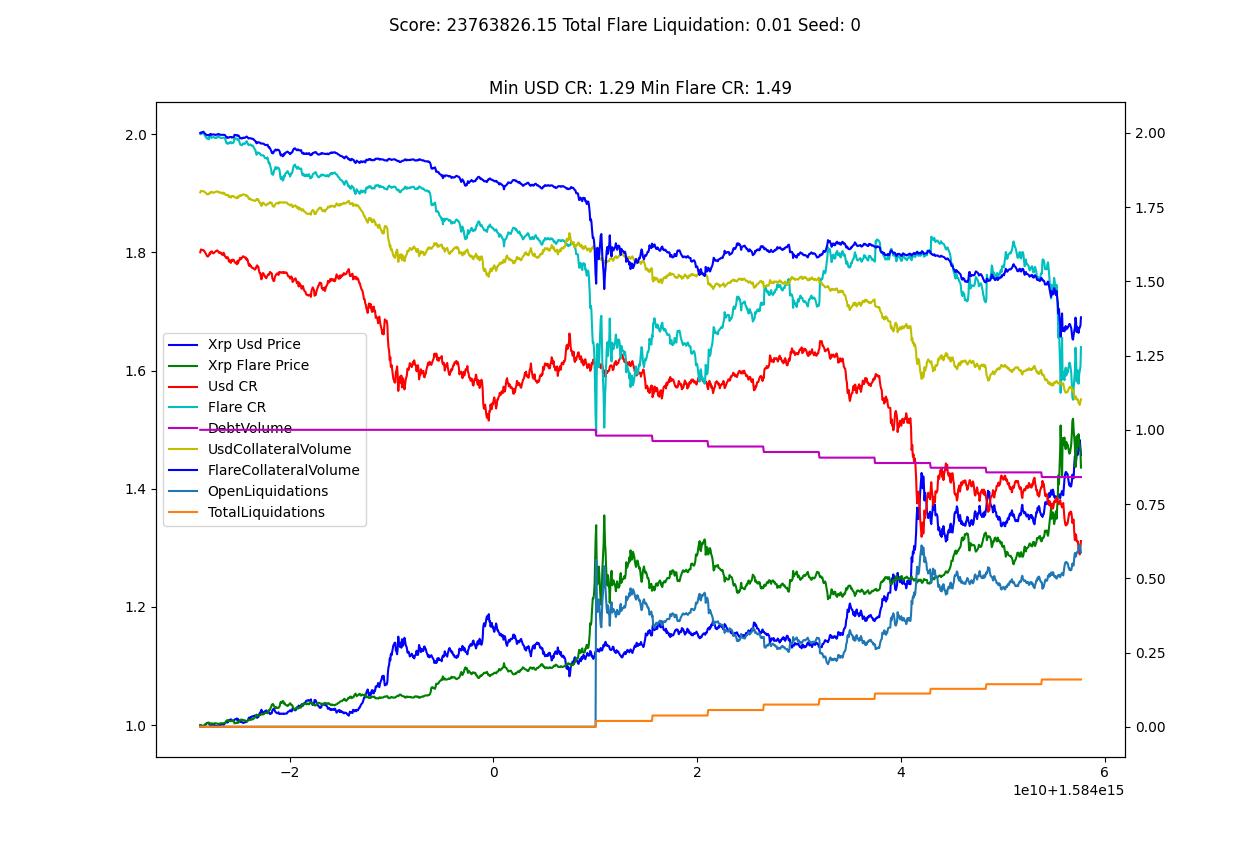 Score: 23763826.15 Total Flare Liquidation: 0.01 Seed: 0
Min USD CR: 1.29 Min Flare CR: 1.49
2.0
1.8
1.6
1.4
1.2
1.0
Xrp Usd Price
Xrp Flare Price
Usd CR
Flare CR
DebtVolume
UsdCollateralVolume
FlareCollateralVolume
OpenLiquidations
TotalLiquidations
2.00
1.75
1.50
1.25
1.00
0.75
0.50
0.25
0.00
−2 0 2 4 6
1e10+1.584e15